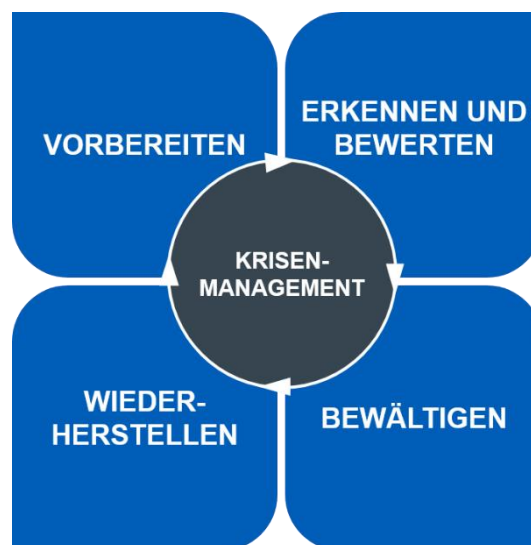 VORBEREITEN
ERKENNEN UND
BEWERTEN
KRISEN-
MANAGEMENT
WIEDER-
HERSTELLEN
BEWÄLTIGEN